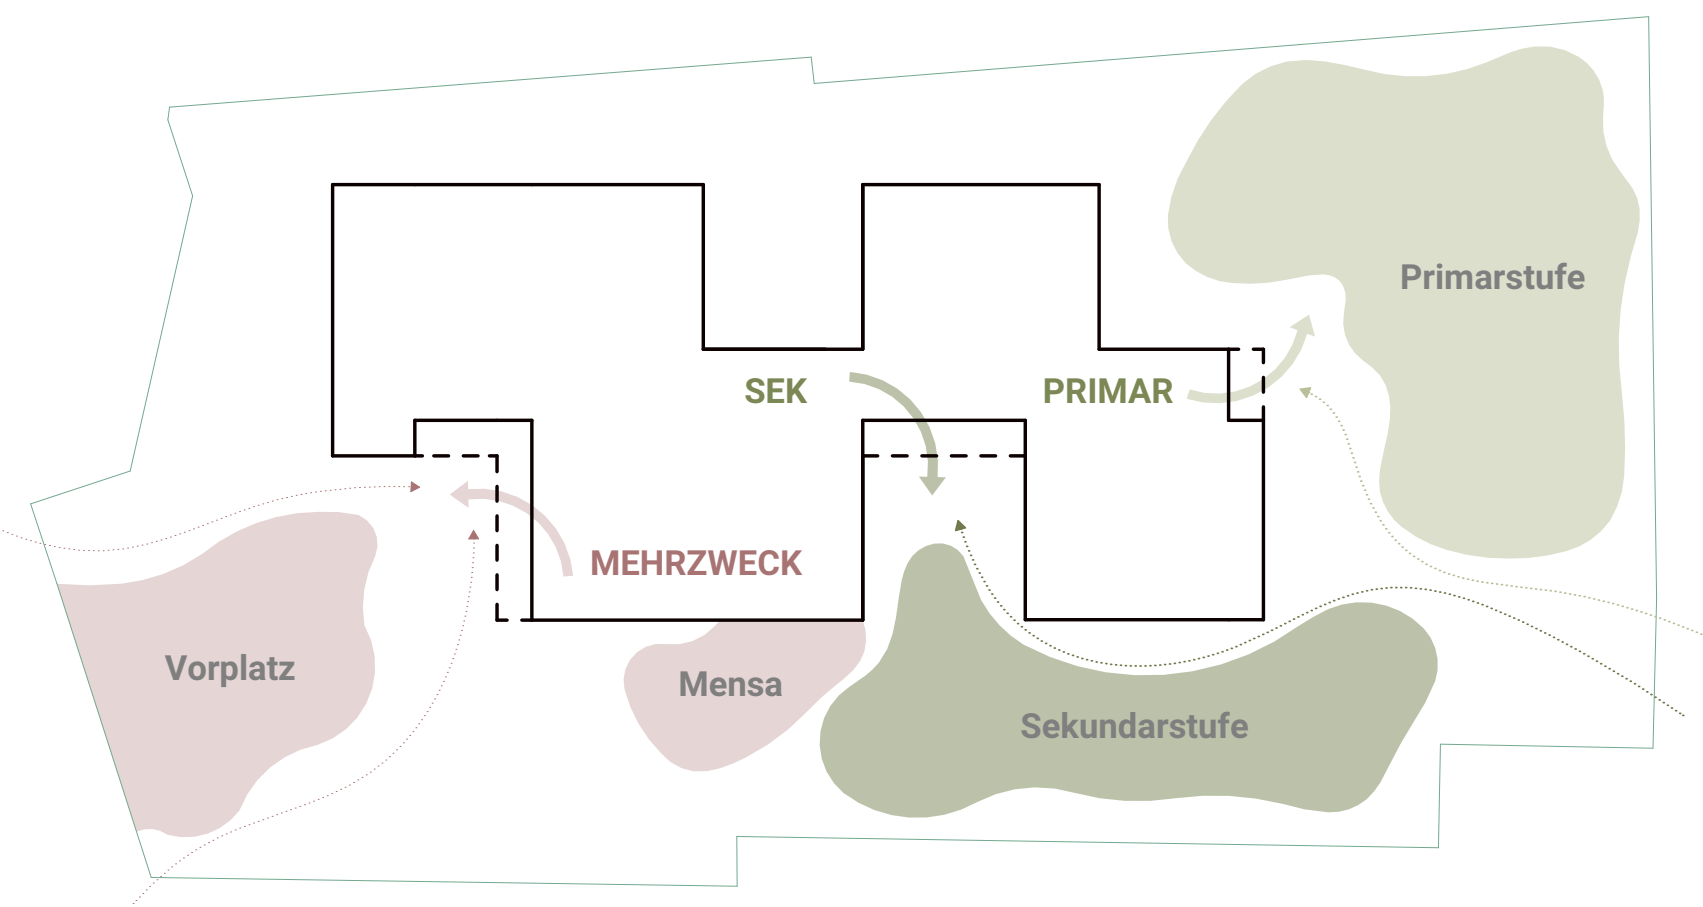 Primarstufe
SEK
PRIMAR
MEHRZWECK
Vorplatz
Mensa
Sekundarstufe